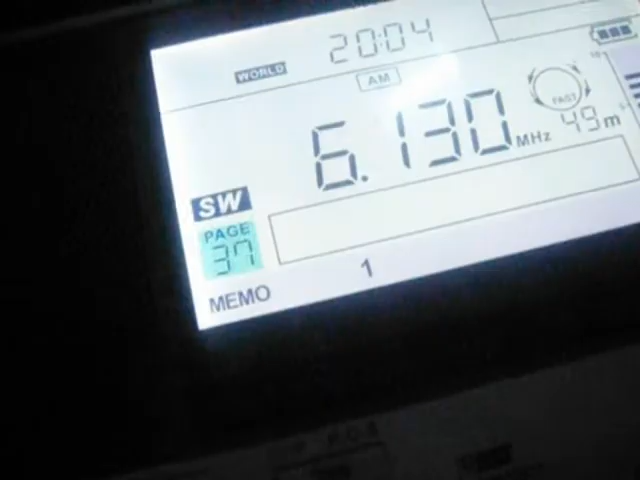 20:04
WORLD
AM
6.130 MHz
FAST
49m
SW
PAGE
37
MEMO 1